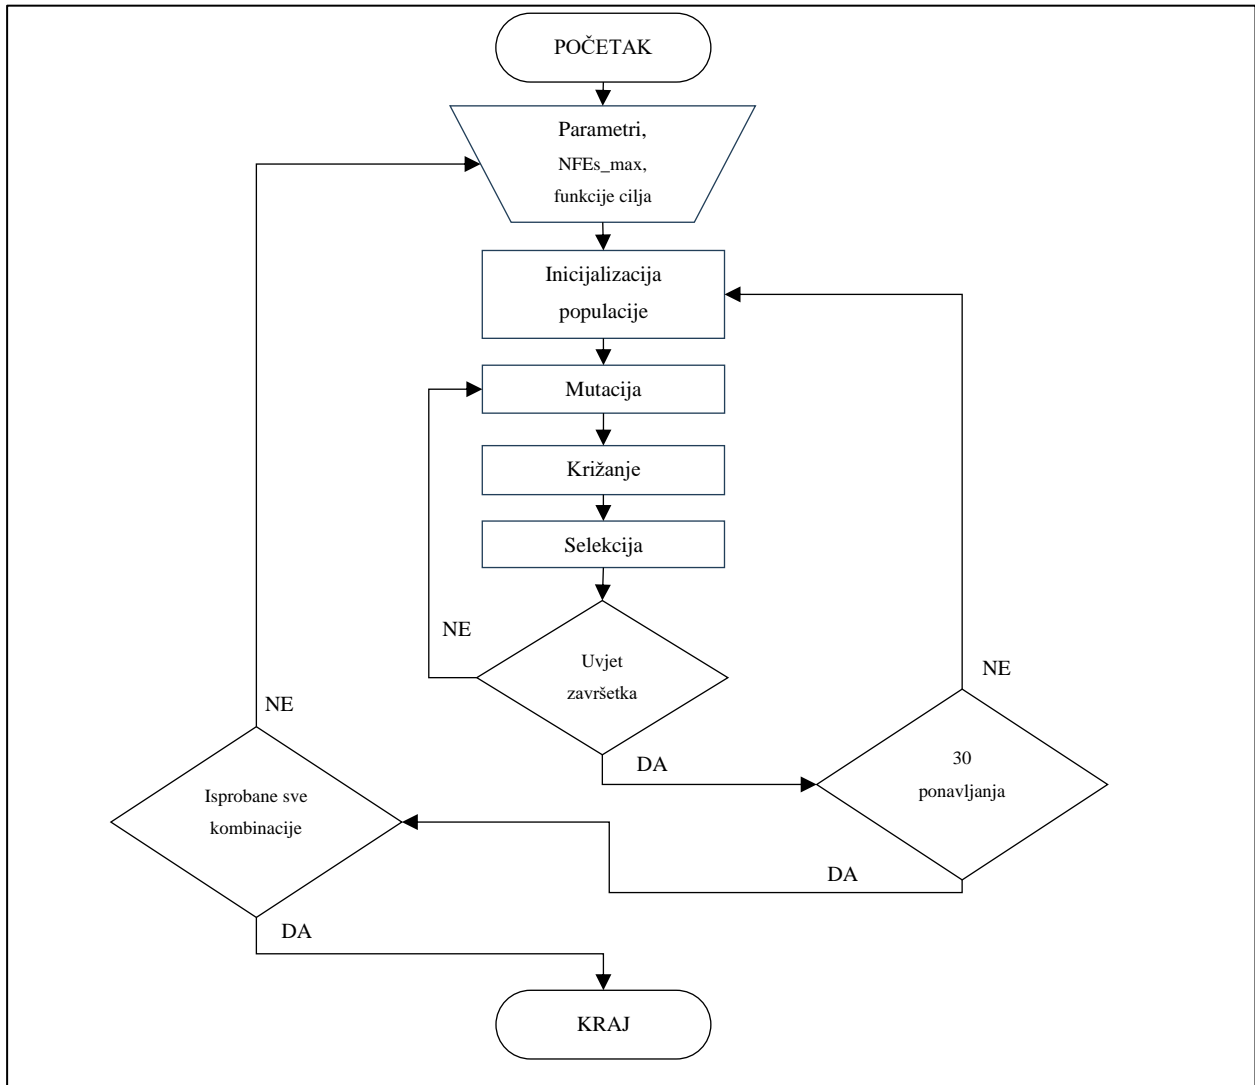 POČETAK
Parametri,
NFEs_max,
funkcije cilja
Inicijalizacija
populacije
Mutacija
Križanje
Selekcija
NE
Uvjet
završetka
NE
NE
DA
30
ponavljanja
Isprobane sve
kombinacije
DA
DA
KRAJ